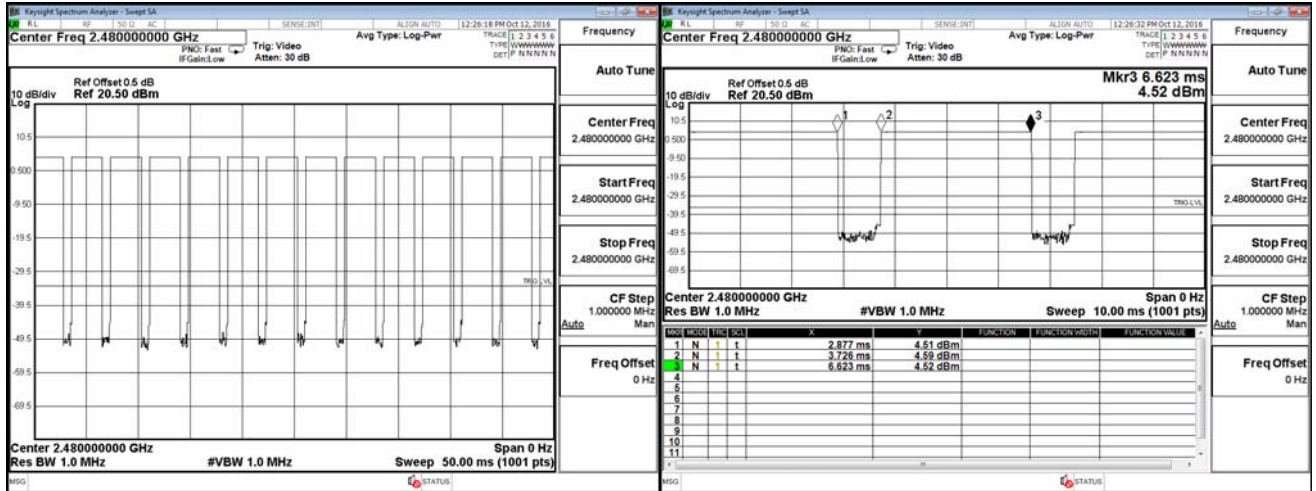 Keysight Spectrum Analyzer - Swept SA
RL RF 50 Ω AC SENSE:INT ALIGN AUTO 12:26:18 PM Oct 12, 2016
Center Freq 2.480000000 GHz
PNO: Fast
IFGain:Low
Trig: Video
Atten: 30 dB
Avg Type: Log-Pwr
TRACE 1 2 3 4 5 6
TYPE WWWWWW
DET P NNNNN
Ref Offset 0.5 dB
10 dB/div Ref 20.50 dBm
Log
10.5
0.500
-9.50
-19.5
-29.5
TRIG LVL
-39.5
-49.5
-59.5
-69.5
Center 2.480000000 GHz Span 0 Hz
Res BW 1.0 MHz #VBW 1.0 MHz Sweep 50.00 ms (1001 pts)
MSG STATUS
Frequency
Auto Tune
Center Freq
2.480000000 GHz
Start Freq
2.480000000 GHz
Stop Freq
2.480000000 GHz
CF Step
1.000000 MHz
Auto Man
Freq Offset
0 Hz
Keysight Spectrum Analyzer - Swept SA
RL RF 50 Ω AC SENSE:INT ALIGN AUTO 12:26:32 PM Oct 12, 2016
Center Freq 2.480000000 GHz
PNO: Fast
IFGain:Low
Trig: Video
Atten: 30 dB
Avg Type: Log-Pwr
TRACE 1 2 3 4 5 6
TYPE WWWWWW
DET P NNNNN
Mkr3 6.623 ms
4.52 dBm
Ref Offset 0.5 dB
10 dB/div Ref 20.50 dBm
Log
1 2 3
10.5
0.500
-9.50
-19.5
-29.5
TRIG LVL
-39.5
-49.5
-59.5
-69.5
Center 2.480000000 GHz Span 0 Hz
Res BW 1.0 MHz #VBW 1.0 MHz Sweep 10.00 ms (1001 pts)
MKR MODE TRC SCL X Y FUNCTION FUNCTION WIDTH FUNCTION VALUE
1 N 1 t 2.877 ms 4.51 dBm
2 N 1 t 3.726 ms 4.59 dBm
3 N 1 t 6.623 ms 4.52 dBm
4
5
6
7
8
9
10
11
MSG STATUS
Frequency
Auto Tune
Center Freq
2.480000000 GHz
Start Freq
2.480000000 GHz
Stop Freq
2.480000000 GHz
CF Step
1.000000 MHz
Auto Man
Freq Offset
0 Hz